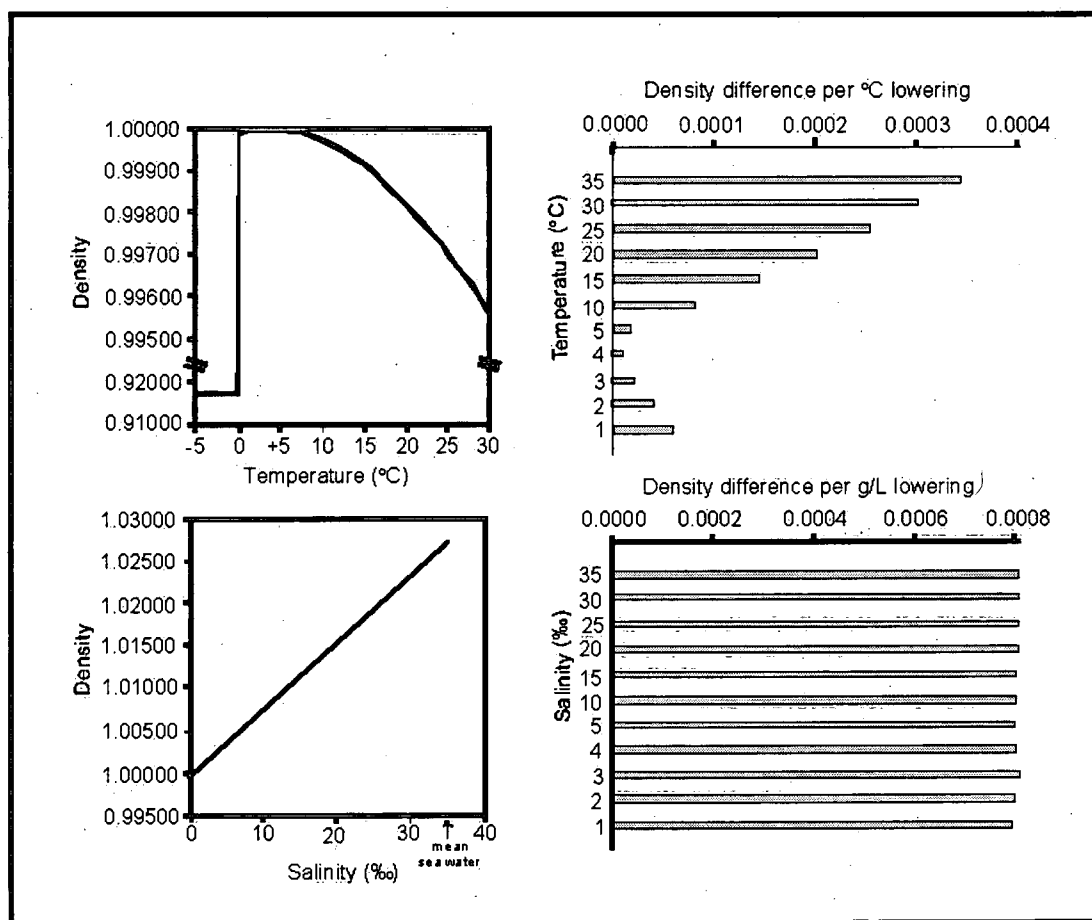 1.00000
0.99900
0.99800
0.99700
0.99600
0.99500
0.92000
0.91000
Density
-5 0 +5 10 15 20 25 30
Temperature (°C)
Density difference per °C lowering
0.0000 0.0001 0.0002 0.0003 0.0004
35
30
25
20
15
10
5
4
3
2
1
Temperature (°C)
1.03000
1.02500
1.02000
1.01500
1.01000
1.00500
1.00000
0.99500
Density
0 10 20 30 40
mean
sea water
Salinity (‰)
Density difference per g/L lowering
0.0000 0.0002 0.0004 0.0006 0.0008
35
30
25
20
15
10
5
4
3
2
1
Salinity (‰)